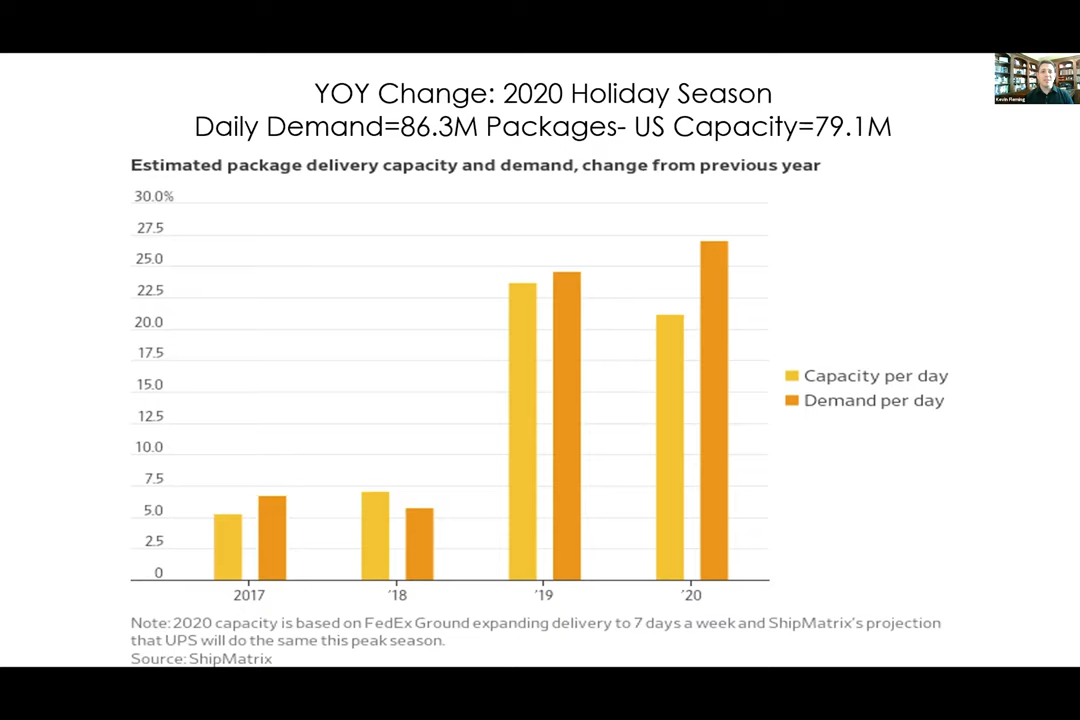 YOY Change: 2020 Holiday Season
Daily Demand=86.3M Packages- US Capacity=79.1M
Kevin Fleming
Estimated package delivery capacity and demand, change from previous year
30.0%
27.5
25.0
22.5
20.0
17.5
15.0
12.5
10.0
7.5
5.0
2.5
0
Capacity per day
Demand per day
2017 ’18 ’19 ’20
Note: 2020 capacity is based on FedEx Ground expanding delivery to 7 days a week and ShipMatrix’s projection
that UPS will do the same this peak season.
Source: ShipMatrix